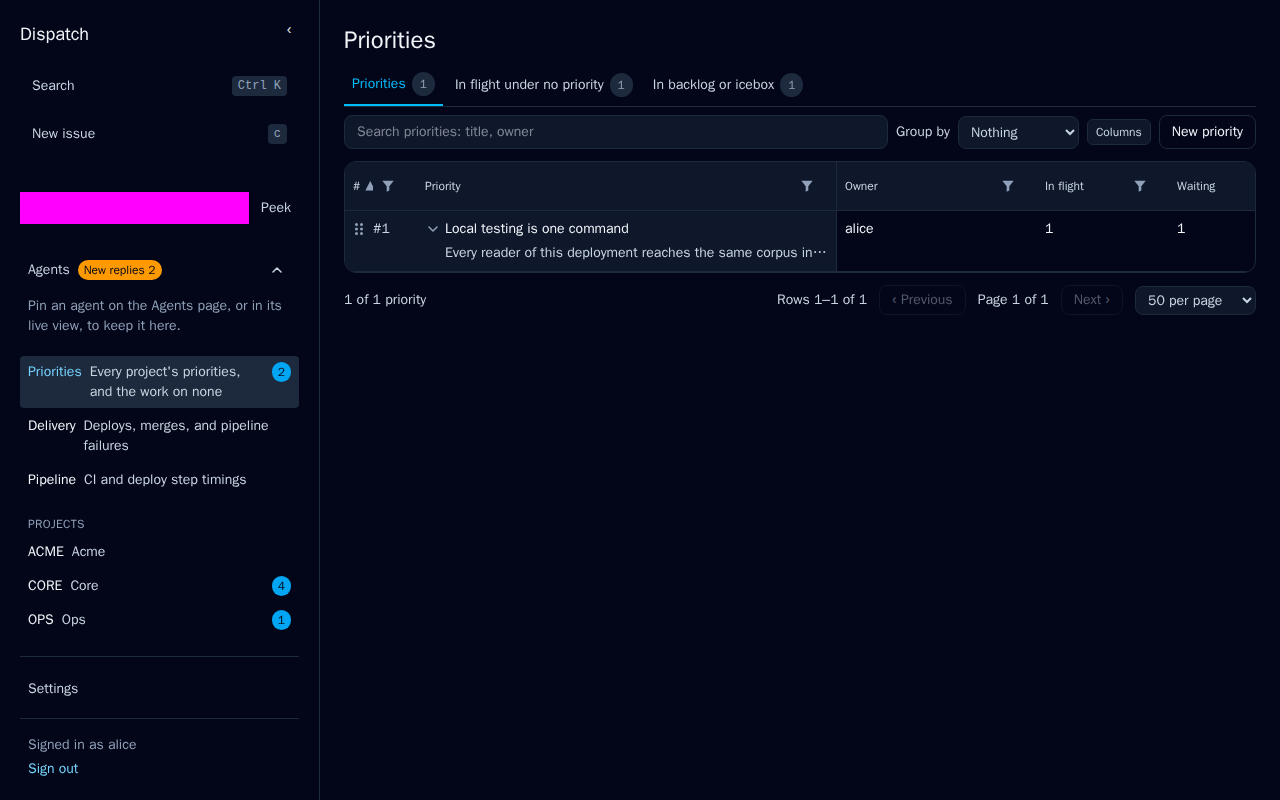 Dispatch
‹
Search
Ctrl K
New issue
C
Peek
Agents
New replies 2
Pin an agent on the Agents page, or in its
live view, to keep it here.
Priorities
Every project's priorities,
and the work on none
2
Delivery
Deploys, merges, and pipeline
failures
Pipeline
CI and deploy step timings
PROJECTS
ACME Acme
CORE Core
4
OPS Ops
1
Settings
Signed in as alice
Sign out
Priorities
Priorities 1
In flight under no priority 1
In backlog or icebox 1
Search priorities: title, owner
Group by
Nothing
Columns
New priority
#
Priority
Owner
In flight
Waiting
#1
Local testing is one command
Every reader of this deployment reaches the same corpus in…
alice
1
1
1 of 1 priority
Rows 1–1 of 1
‹ Previous
Page 1 of 1
Next ›
50 per page